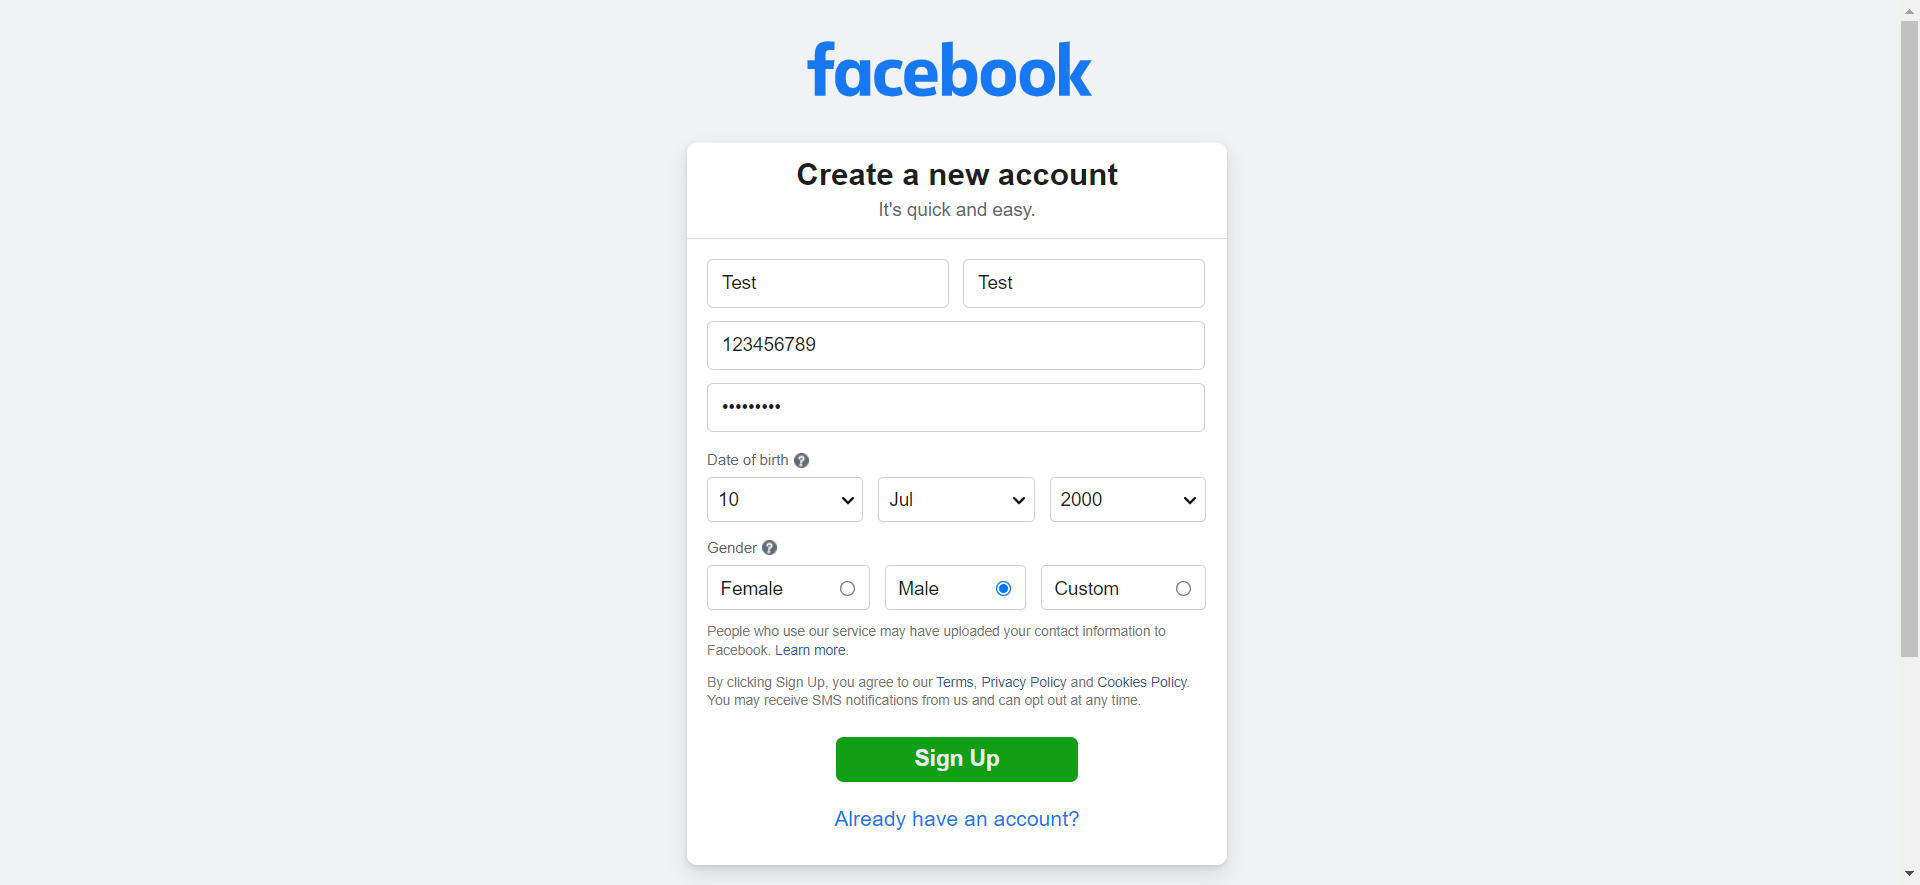 facebook
Create a new account
It's quick and easy.
Test Test
123456789
•••••••••
Date of birth ?
10 Jul 2000
Gender ?
Female Male Custom
People who use our service may have uploaded your contact information to
Facebook. Learn more.
By clicking Sign Up, you agree to our Terms, Privacy Policy and Cookies Policy.
You may receive SMS notifications from us and can opt out at any time.
Sign Up
Already have an account?